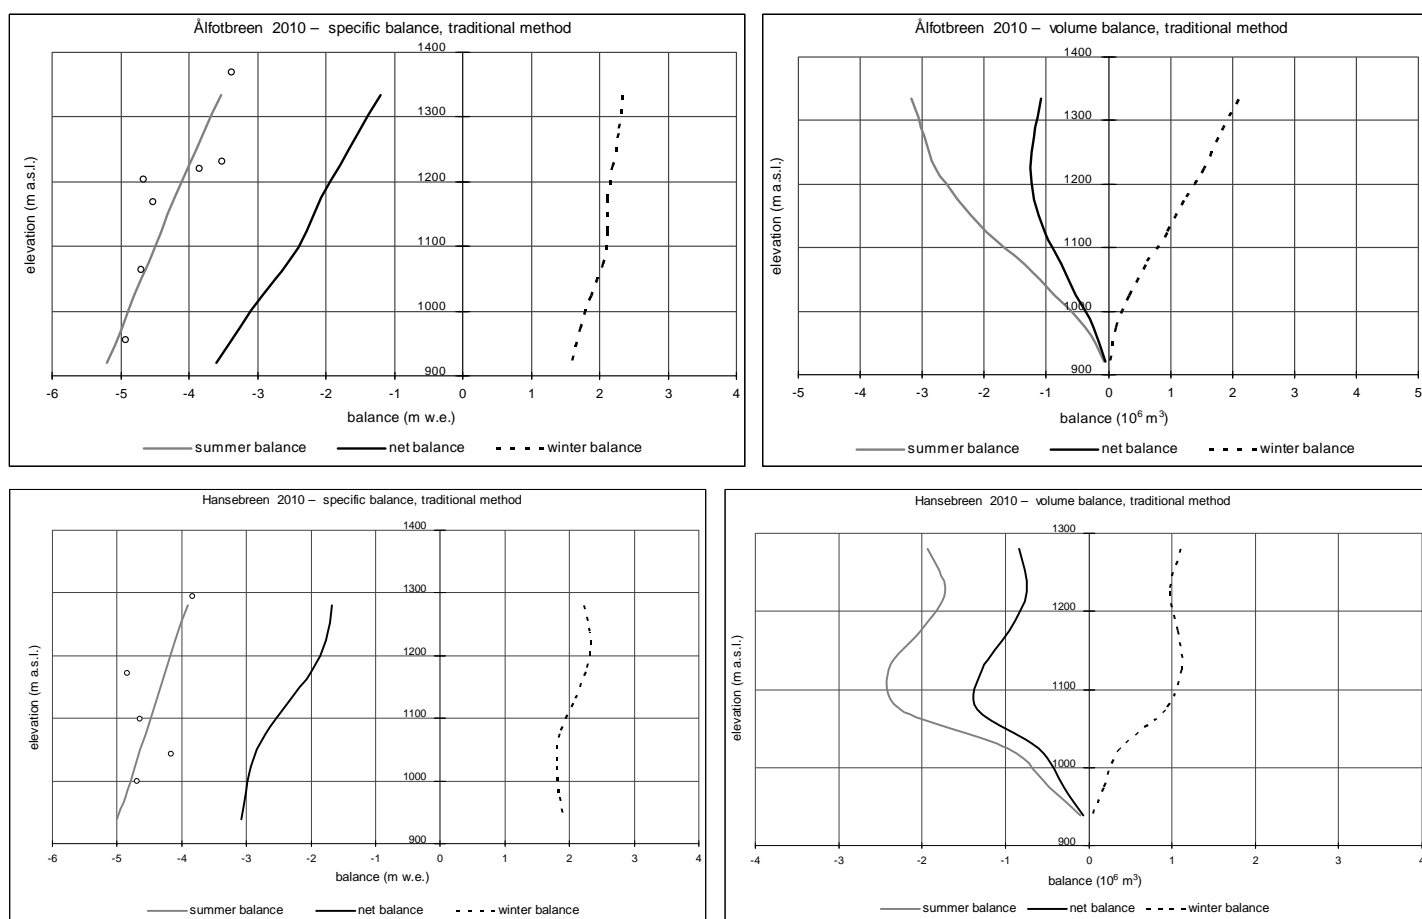 Ålfotbreen 2010 – specific balance, traditional method
1400
1300
1200
1100
1000
900
elevation (m a.s.l.)
-6 -5 -4 -3 -2 -1 0 1 2 3 4
balance (m w.e.)
summer balance net balance winter balance
Ålfotbreen 2010 – volume balance, traditional method
1400
1300
1200
1100
1000
900
elevation (m a.s.l.)
-5 -4 -3 -2 -1 0 1 2 3 4 5
balance (10⁶ m³)
summer balance net balance winter balance
Hansebreen 2010 – specific balance, traditional method
1400
1300
1200
1100
1000
900
elevation (m a.s.l.)
-6 -5 -4 -3 -2 -1 0 1 2 3 4
balance (m w.e.)
summer balance net balance winter balance
Hansebreen 2010 – volume balance, traditional method
1300
1200
1100
1000
900
elevation (m a.s.l.)
-4 -3 -2 -1 0 1 2 3 4
balance (10⁶ m³)
summer balance net balance winter balance